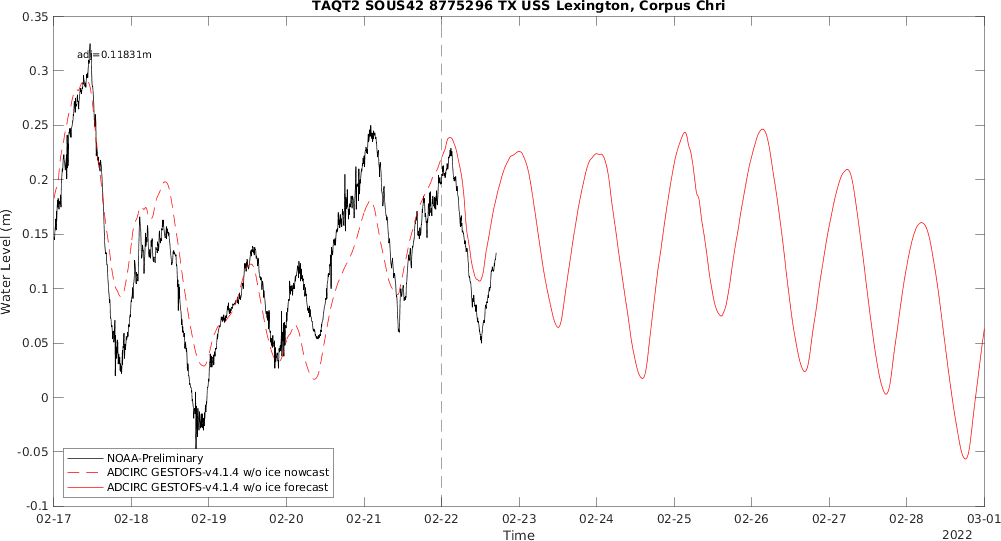 TAQT2 SOUS42 8775296 TX USS Lexington, Corpus Chri
0.35
0.3
0.25
0.2
0.15
0.1
0.05
0
-0.05
-0.1
Water Level (m)
adj=0.11831m
NOAA-Preliminary
ADCIRC GESTOFS-v4.1.4 w/o ice nowcast
ADCIRC GESTOFS-v4.1.4 w/o ice forecast
02-17 02-18 02-19 02-20 02-21 02-22 02-23 02-24 02-25 02-26 02-27 02-28 03-01
Time
2022